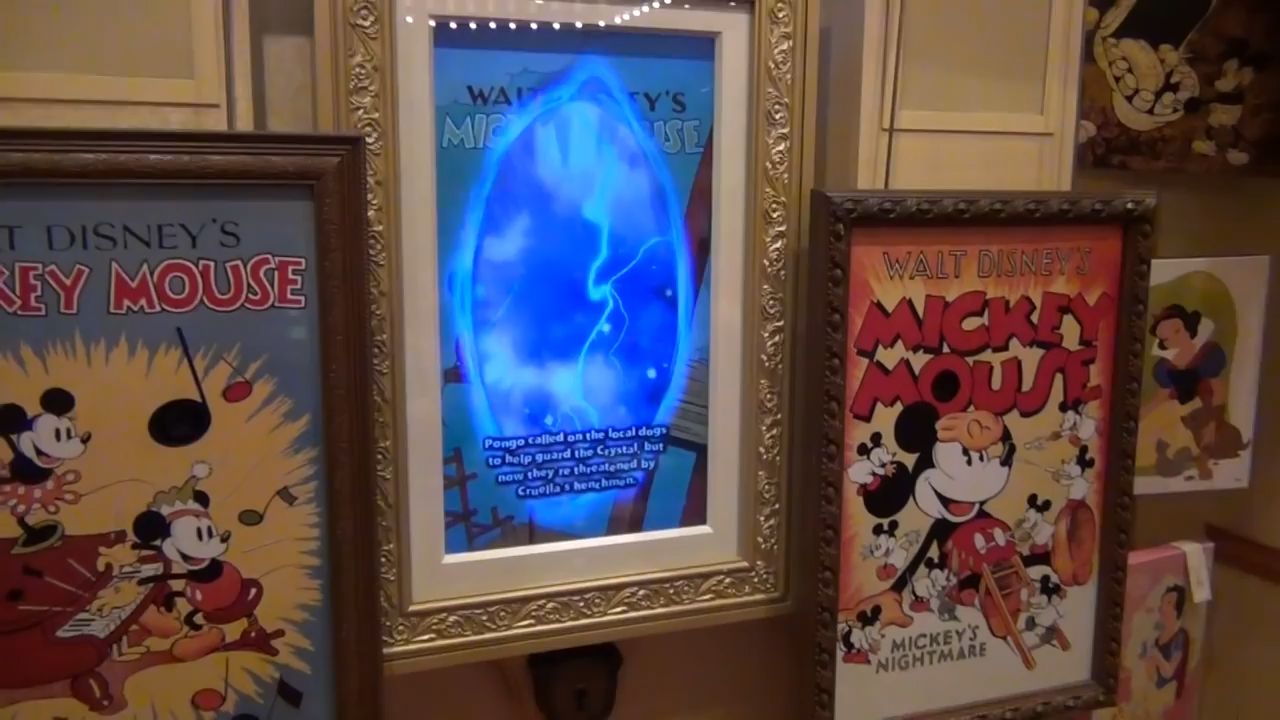 T DISNEY'S
KEY MOUSE
WALT DISNEY'S
MICKEY MOUSE
Pongo called on the local dogs
to help guard the Crystal, but
now they're threatened by
Cruella's henchmen.
WALT DISNEY'S
MICKEY
MOUSE
MICKEY'S
NIGHTMARE